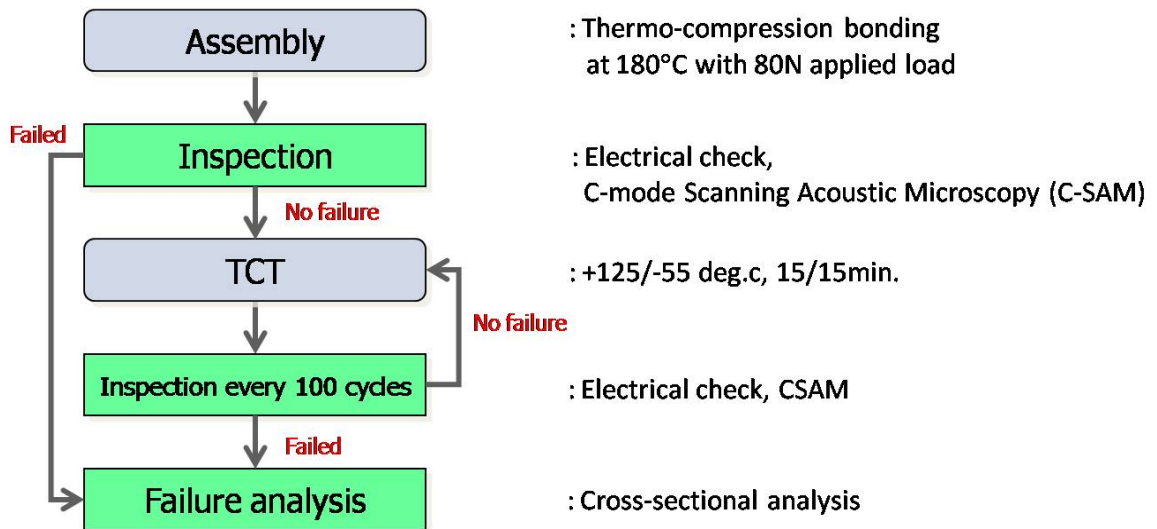 Assembly
: Thermo-compression bonding
at 180°C with 80N applied load
Failed
Inspection
: Electrical check,
C-mode Scanning Acoustic Microscopy (C-SAM)
No failure
TCT
: +125/-55 deg.c, 15/15min.
No failure
Inspection every 100 cycles
: Electrical check, CSAM
Failed
Failure analysis
: Cross-sectional analysis